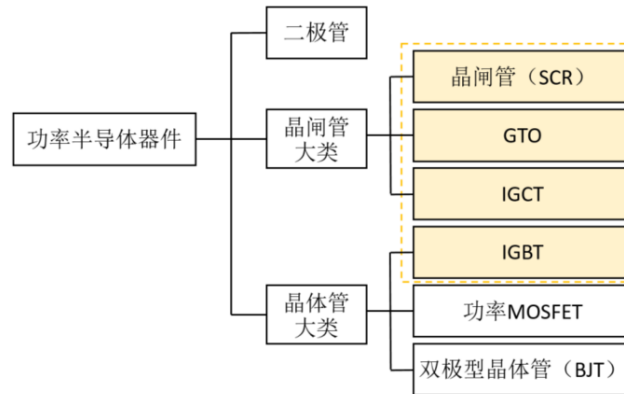 二极管
晶闸管（SCR）
功率半导体器件
晶闸管
大类
GTO
IGCT
IGBT
晶体管
大类
功率MOSFET
双极型晶体管（BJT）